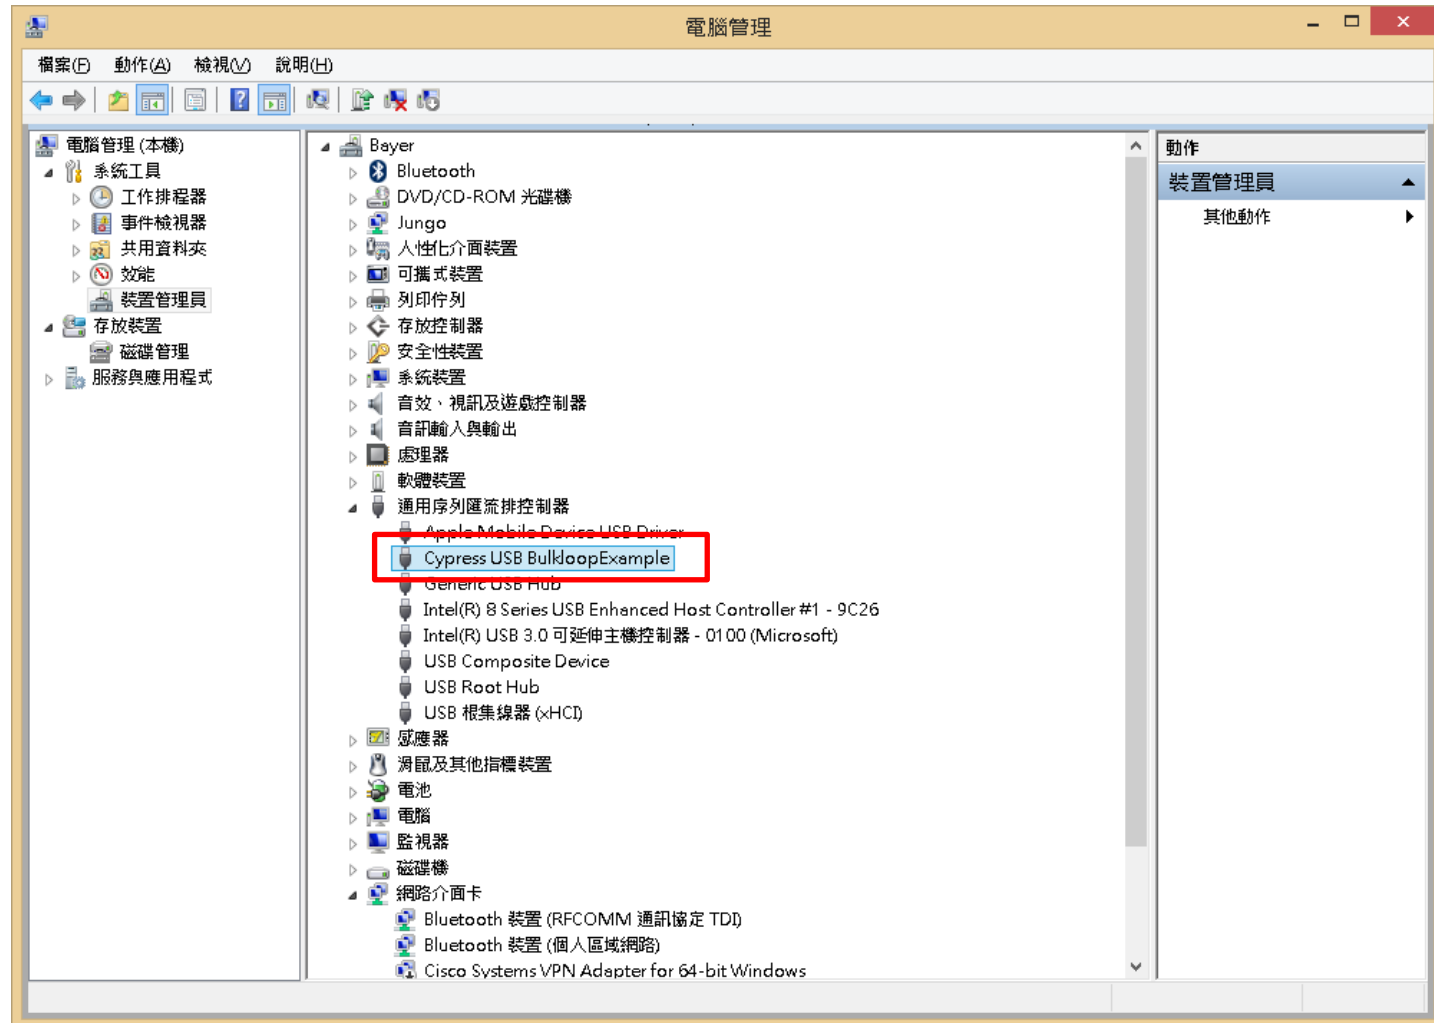 電腦管理
檔案(F) 動作(A) 檢視(V) 說明(H)
電腦管理 (本機)
系統工具
工作排程器
事件檢視器
共用資料夾
效能
裝置管理員
存放裝置
磁碟管理
服務與應用程式
Bayer
Bluetooth
DVD/CD-ROM 光碟機
Jungo
人性化介面裝置
可攜式裝置
列印佇列
存放控制器
安全性裝置
系統裝置
音效、視訊及遊戲控制器
音訊輸入與輸出
處理器
軟體裝置
通用序列匯流排控制器
Apple Mobile Device USB Driver
Cypress USB BulkloopExample
Generic USB Hub
Intel(R) 8 Series USB Enhanced Host Controller #1 - 9C26
Intel(R) USB 3.0 可延伸主機控制器 - 0100 (Microsoft)
USB Composite Device
USB Root Hub
USB 根集線器 (xHCI)
感應器
滑鼠及其他指標裝置
電池
電腦
監視器
磁碟機
網路介面卡
Bluetooth 裝置 (RFCOMM 通訊協定 TDI)
Bluetooth 裝置 (個人區域網路)
Cisco Systems VPN Adapter for 64-bit Windows
動作
裝置管理員
其他動作